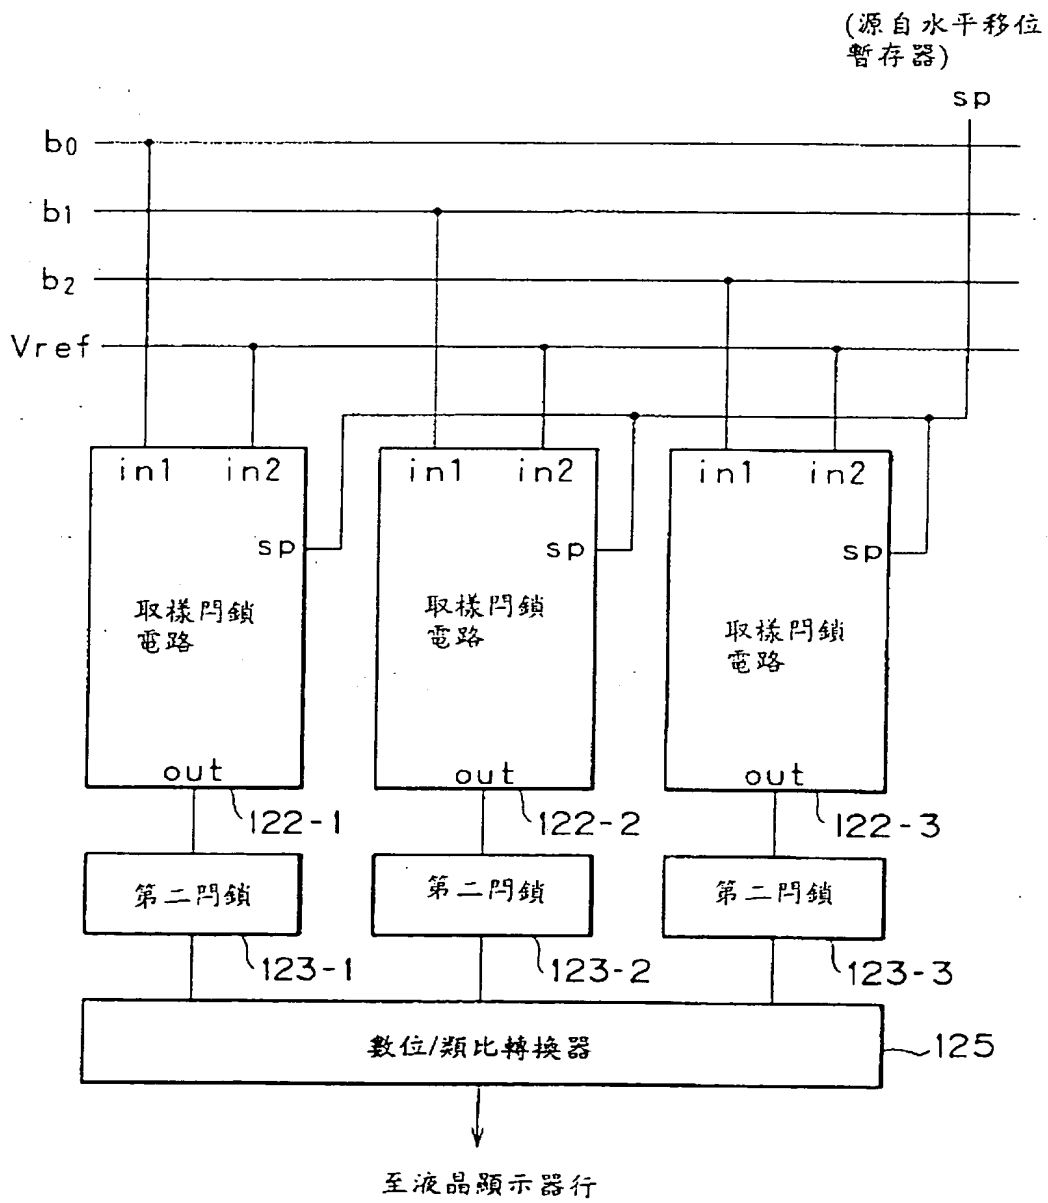 (源自水平移位
暫存器)
sp
b0
b1
b2
Vref
in1 in2
sp
取樣閂鎖
電路
out
122-1
in1 in2
sp
取樣閂鎖
電路
out
122-2
in1 in2
sp
取樣閂鎖
電路
out
122-3
第二閂鎖
123-1
第二閂鎖
123-2
第二閂鎖
123-3
數位/類比轉換器
125
至液晶顯示器行